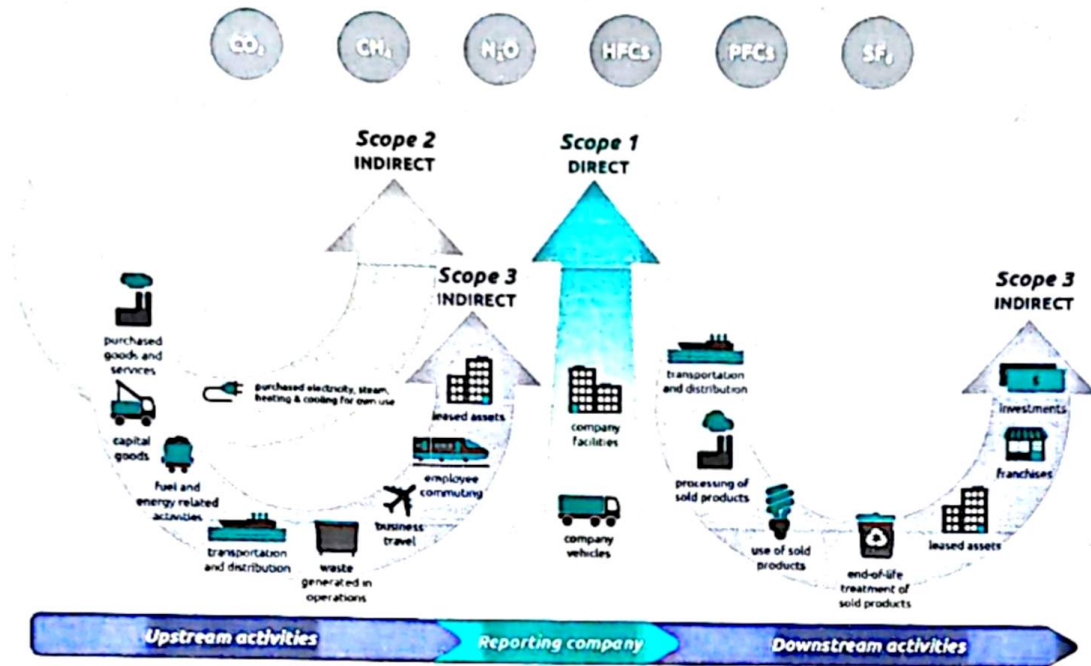 CO₂
CH₄
N₂O
HFCs
PFCs
SF₆
Scope 2
INDIRECT
Scope 1
DIRECT
Scope 3
INDIRECT
Scope 3
INDIRECT
purchased
goods and
services
capital
goods
fuel and
energy related
activities
transportation
and distribution
waste
generated in
operations
business
travel
employee
commuting
leased assets
purchased electricity, steam,
heating & cooling for own use
company
facilities
company
vehicles
transportation
and distribution
processing of
sold products
use of sold
products
end-of-life
treatment of
sold products
leased assets
franchises
investments
$
Upstream activities
Reporting company
Downstream activities